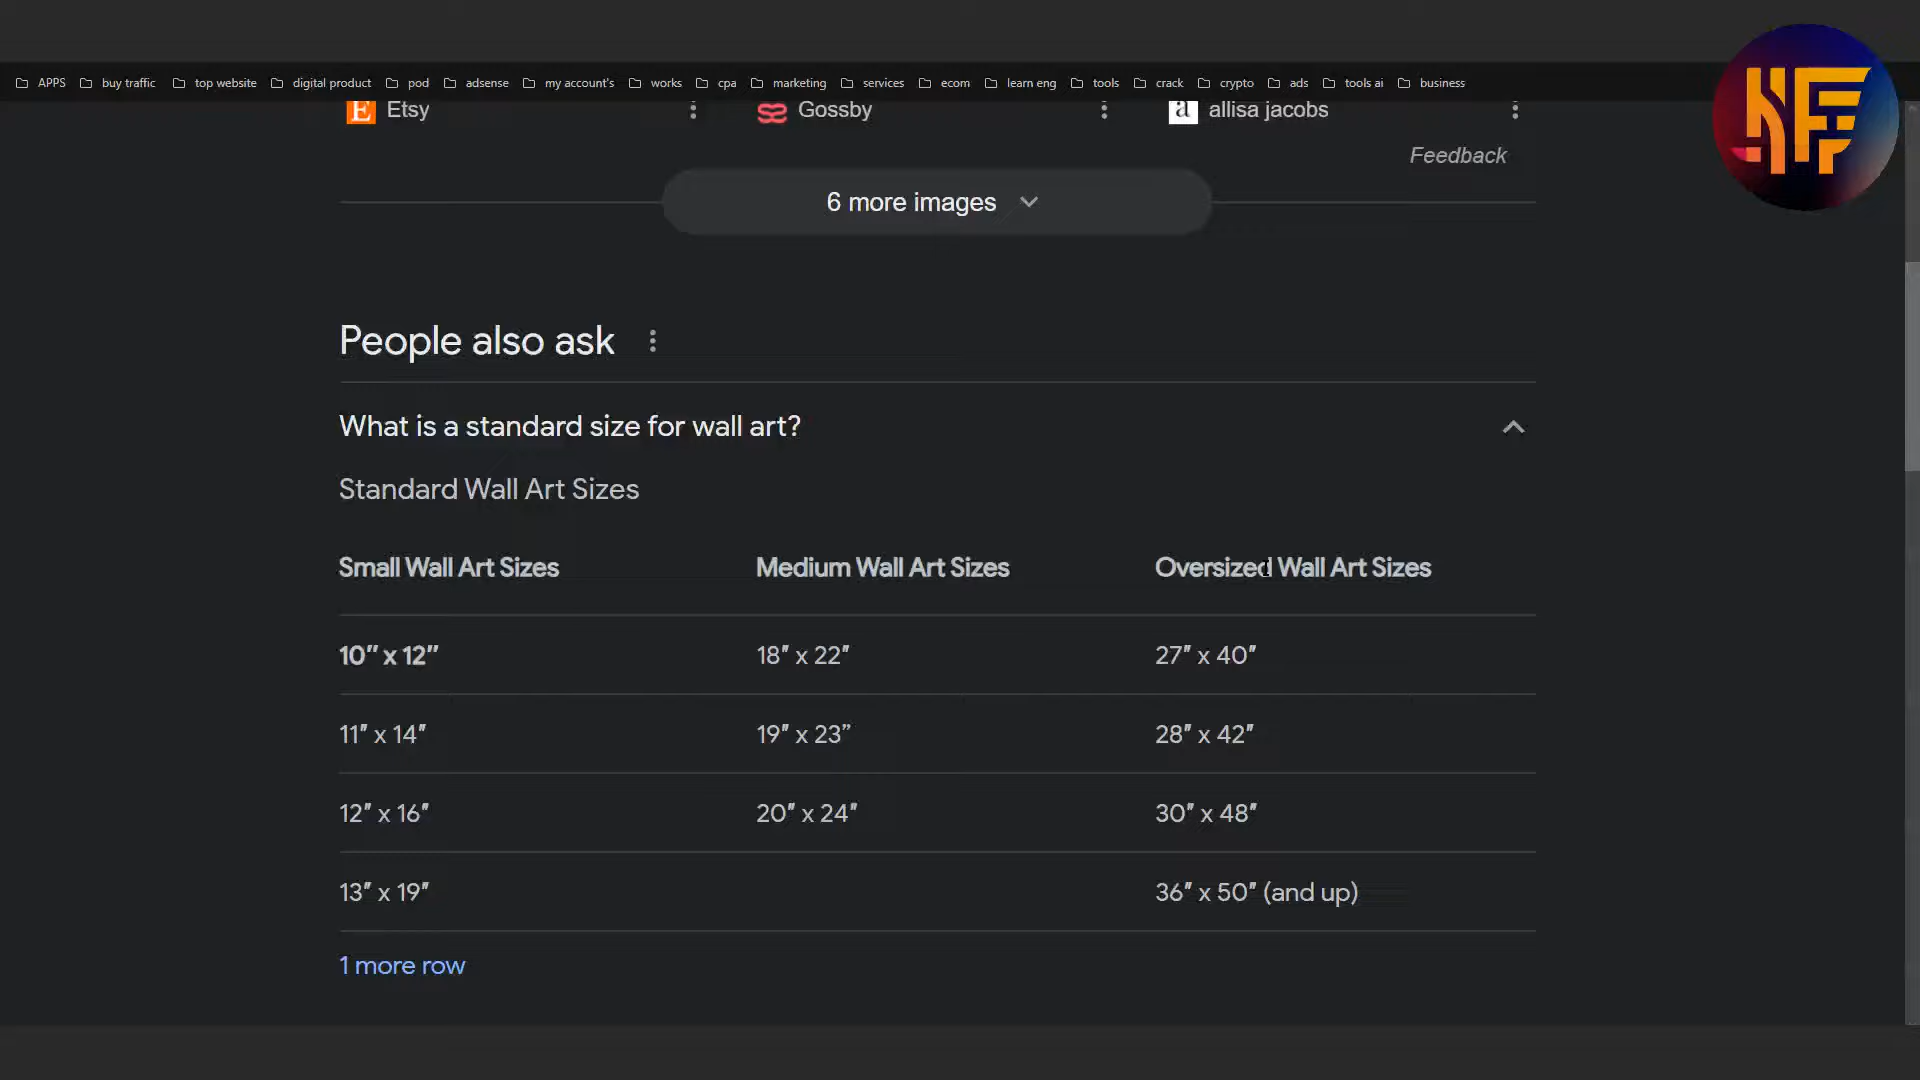 APPS buy traffic top website digital product pod adsense my account's works cpa marketing services ecom learn eng tools crack crypto ads tools ai business
Etsy Gossby allisa jacobs
Feedback
6 more images
People also ask
What is a standard size for wall art?
Standard Wall Art Sizes
Small Wall Art Sizes Medium Wall Art Sizes Oversized Wall Art Sizes
10″ x 12″ 18″ x 22″ 27″ x 40″
11″ x 14″ 19″ x 23” 28″ x 42″
12″ x 16″ 20″ x 24″ 30″ x 48″
13″ x 19″ 36″ x 50″ (and up)
1 more row